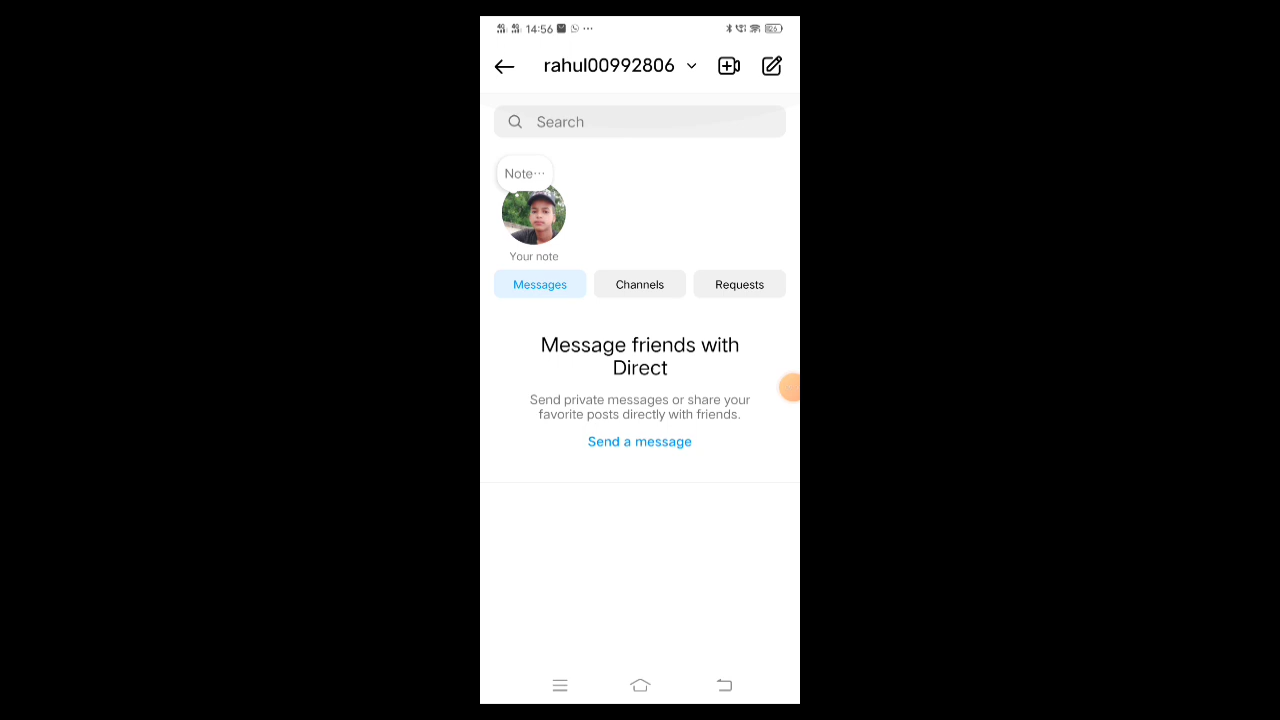 14:56
rahul00992806
Search
Note...
Your note
Messages Channels Requests
Message friends with
Direct
Send private messages or share your
favorite posts directly with friends.
Send a message